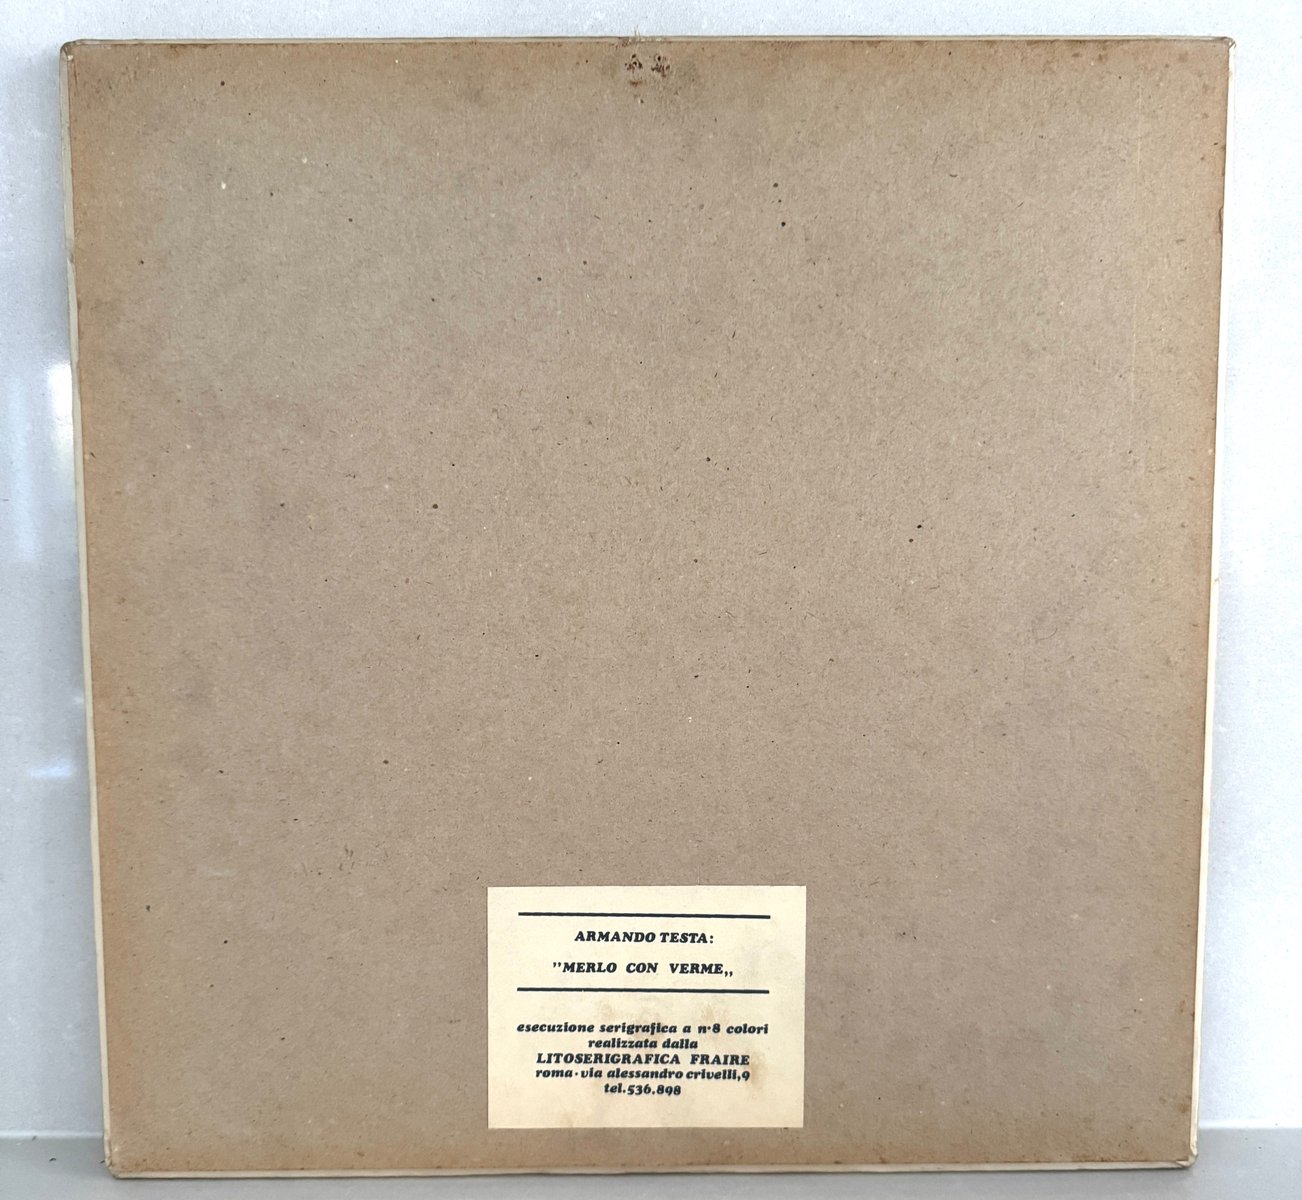 ARMANDO TESTA:
"MERLO CON VERME„
esecuzione serigrafica a n·8 colori
realizzata dalla
LITOSERIGRAFICA FRAIRE
roma · via alessandro crivelli,9
tel.536.898